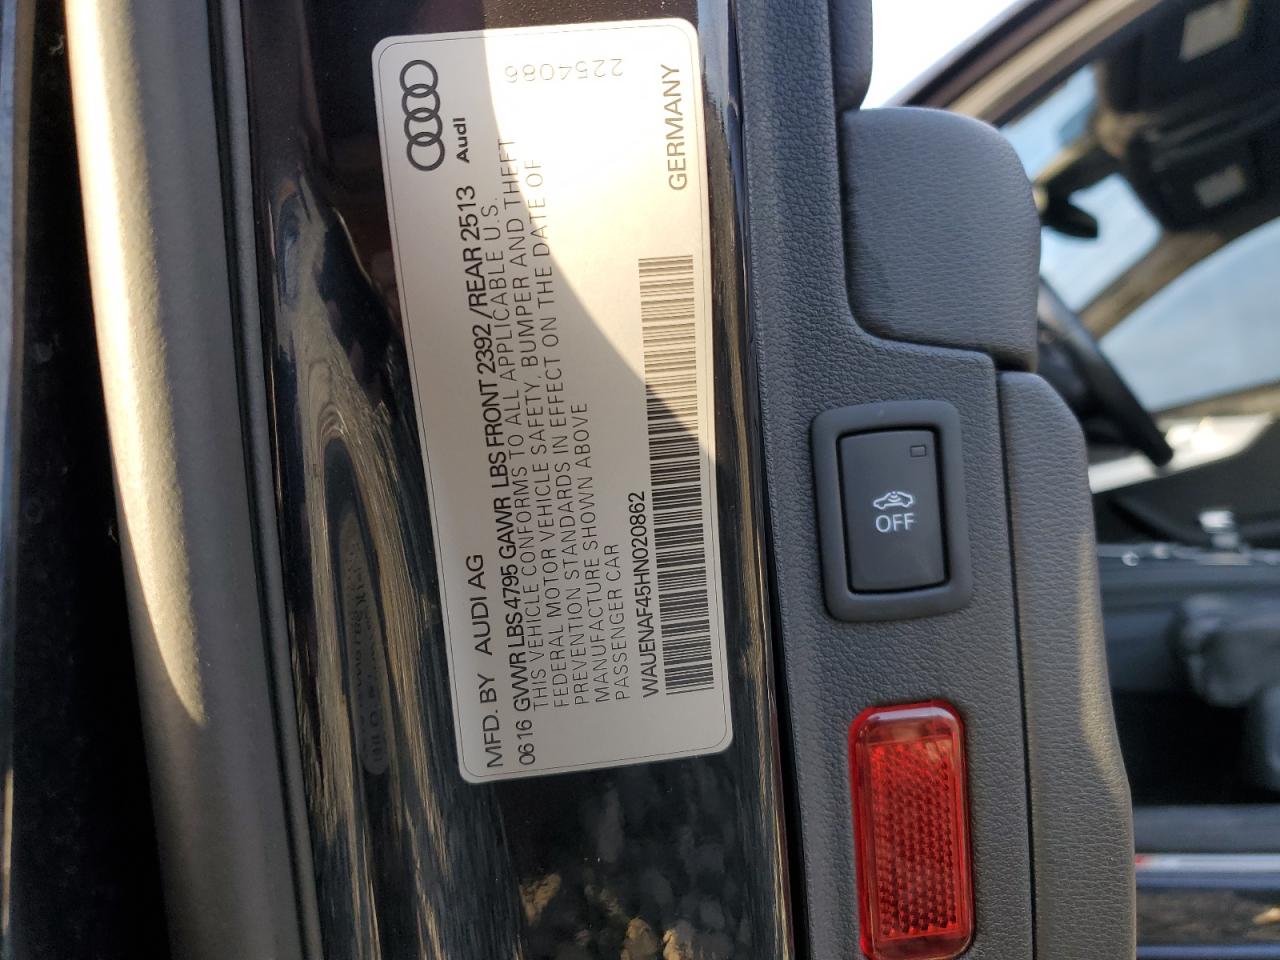 Audi
MFD. BY AUDI AG
0616 GVWR LBS 4795 GAWR LBS FRONT 2392 /REAR 2513
THIS VEHICLE CONFORMS TO ALL APPLICABLE U.S.
FEDERAL MOTOR VEHICLE SAFETY, BUMPER AND THEFT
PREVENTION STANDARDS IN EFFECT ON THE DATE OF
MANUFACTURE SHOWN ABOVE
PASSENGER CAR
2254086
WAUENAF45HN020862
GERMANY
OFF